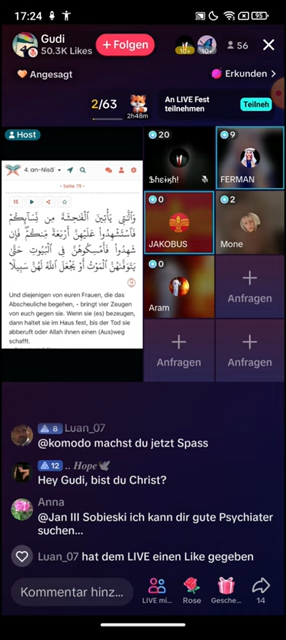 17:24
95
Gudi
50.3K Likes
+ Folgen
10+
10+
56
Angesagt
Erkunden >
2/63
2h48m
An LIVE Fest
teilnehmen
Teilneh
Host
4. an-Nisāʾ
- Seite 79 -
15
وَٱلَّٰتِى يَأْتِينَ ٱلْفَٰحِشَةَ مِن نِّسَآئِكُمْ
فَٱسْتَشْهِدُوا۟ عَلَيْهِنَّ أَرْبَعَةً مِّنكُمْ فَإِن
شَهِدُوا۟ فَأَمْسِكُوهُنَّ فِى ٱلْبُيُوتِ حَتَّىٰ
يَتَوَفَّىٰهُنَّ ٱلْمَوْتُ أَوْ يَجْعَلَ ٱللَّهُ لَهُنَّ سَبِيلًا
Und diejenigen von euren Frauen, die das
Abscheuliche begehen, - bringt vier Zeugen
von euch gegen sie. Wenn sie (es) bezeugen,
dann haltet sie im Haus fest, bis der Tod sie
abberuft oder Allah ihnen einen (Aus)weg
schafft.
20
9
FERMAN
0
JAKOBUS
2
Mone
0
Aram
Anfragen
Anfragen
Anfragen
8 Luan_07
@komodo machst du jetzt Spass
12 .. Hope
Hey Gudi, bist du Christ?
Anna
@Jan III Sobieski ich kann dir gute Psychiater
suchen...
Luan_07 hat dem LIVE einen Like gegeben
Kommentar hinz...
LIVE mi...
Rose
Gesche...
14